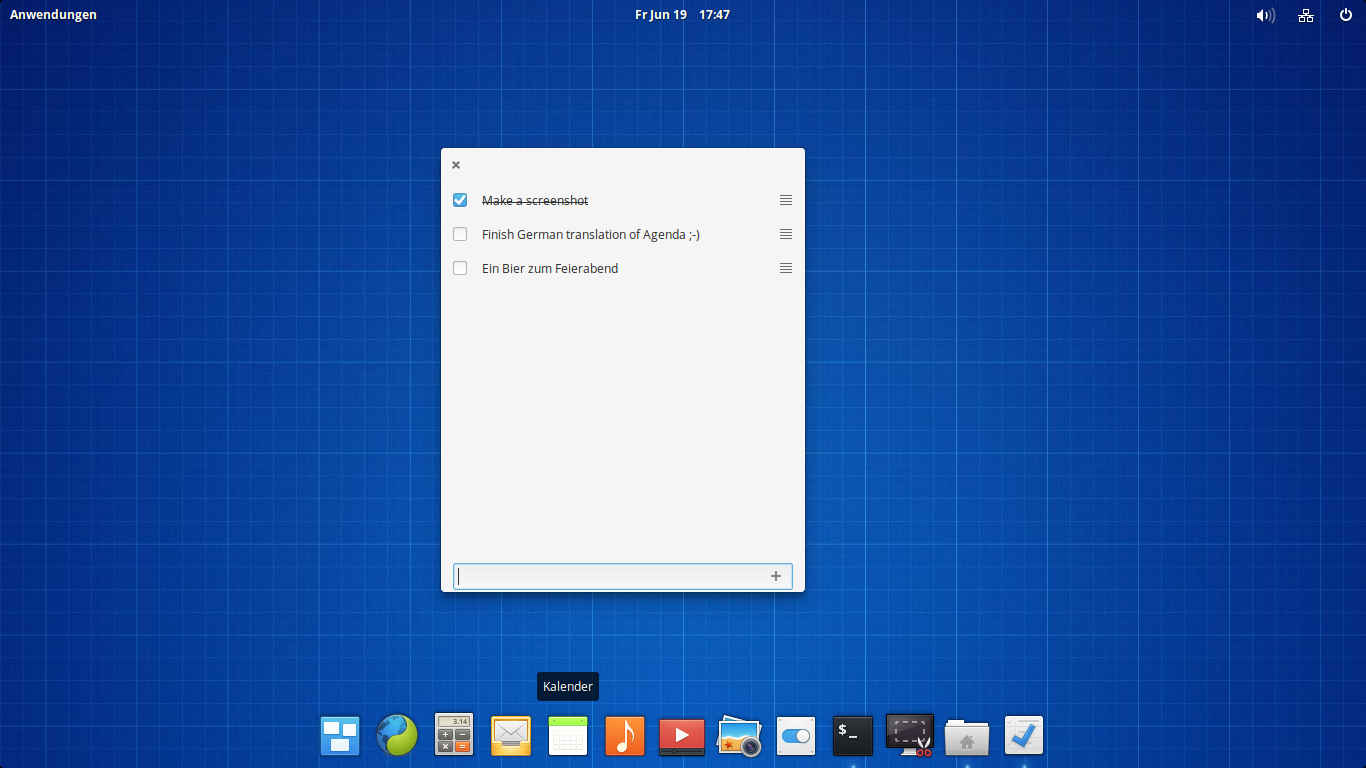 Anwendungen
Fr Jun 19 17:47
Make a screenshot
Finish German translation of Agenda ;-)
Ein Bier zum Feierabend
Kalender
3.14
$_